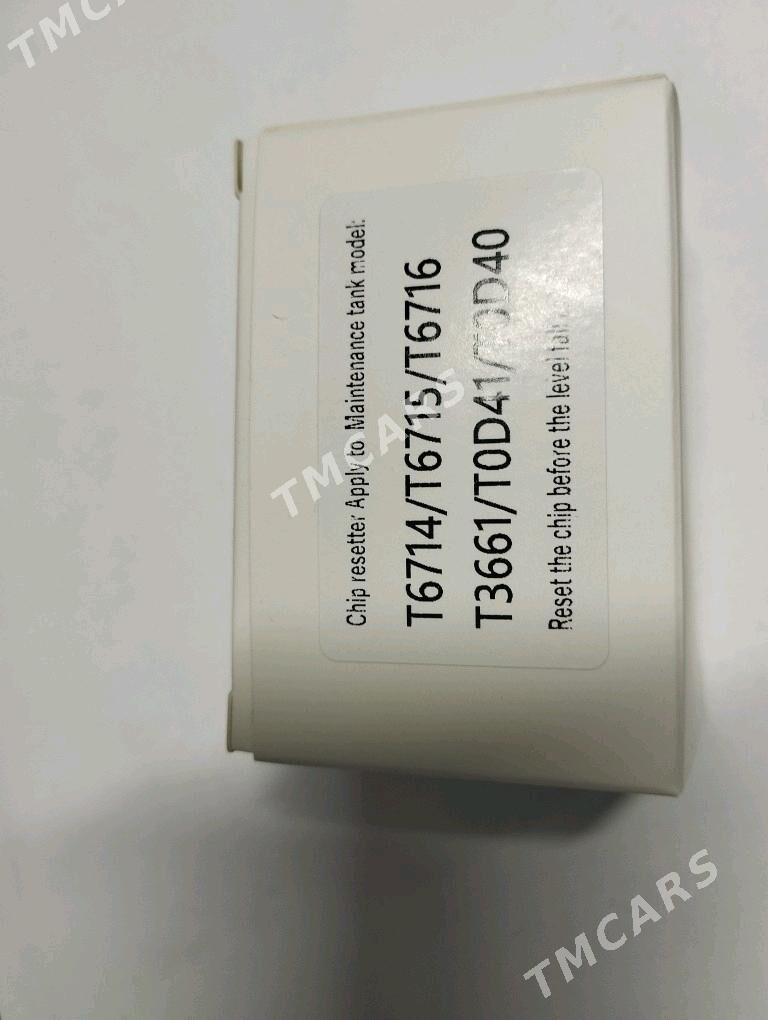 TMCARS
Chip resetter Apply to Maintenance tank model:
T6714/T6715/T6716
T3661/T0D41/T0D40
Reset the chip before the level
TMCARS
TMCARS